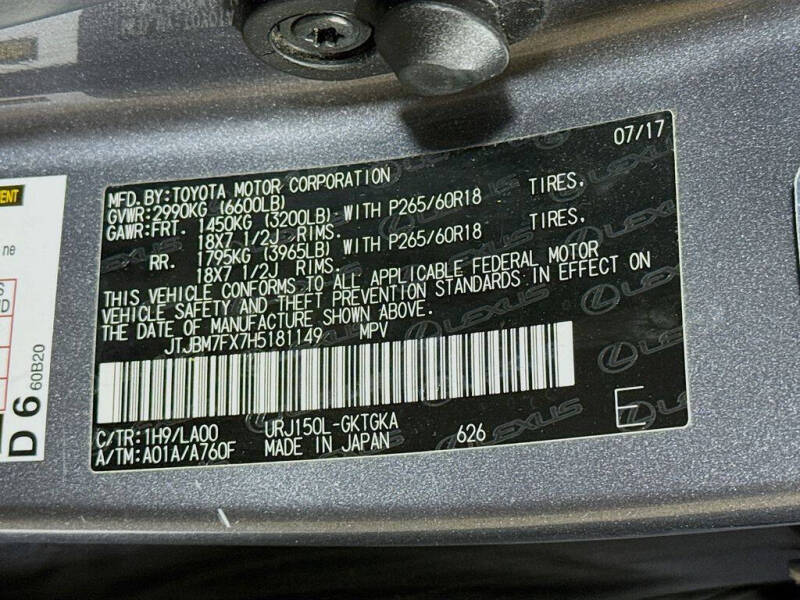 07/17
MFD.BY:TOYOTA MOTOR CORPORATION
GVWR:2990KG (6600LB)
GAWR:FRT. 1450KG (3200LB) WITH P265/60R18 TIRES.
18X7 1/2J RIMS.
RR. 1795KG (3965LB) WITH P265/60R18 TIRES.
18X7 1/2J RIMS.
THIS VEHICLE CONFORMS TO ALL APPLICABLE FEDERAL MOTOR
VEHICLE SAFETY AND THEFT PREVENTION STANDARDS IN EFFECT ON
THE DATE OF MANUFACTURE SHOWN ABOVE.
JTJBM7FX7H5181149 MPV
C/TR:1H9/LA00 URJ150L-GKTGKA
A/TM:A01A/A760F MADE IN JAPAN 626
E
LEXUS
ne
D 6 60B20